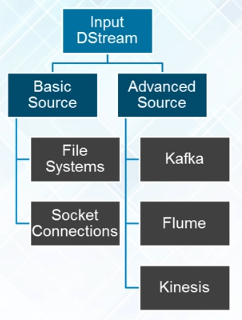 Input
DStream
Basic
Source
Advanced
Source
File
Systems
Kafka
Socket
Connections
Flume
Kinesis